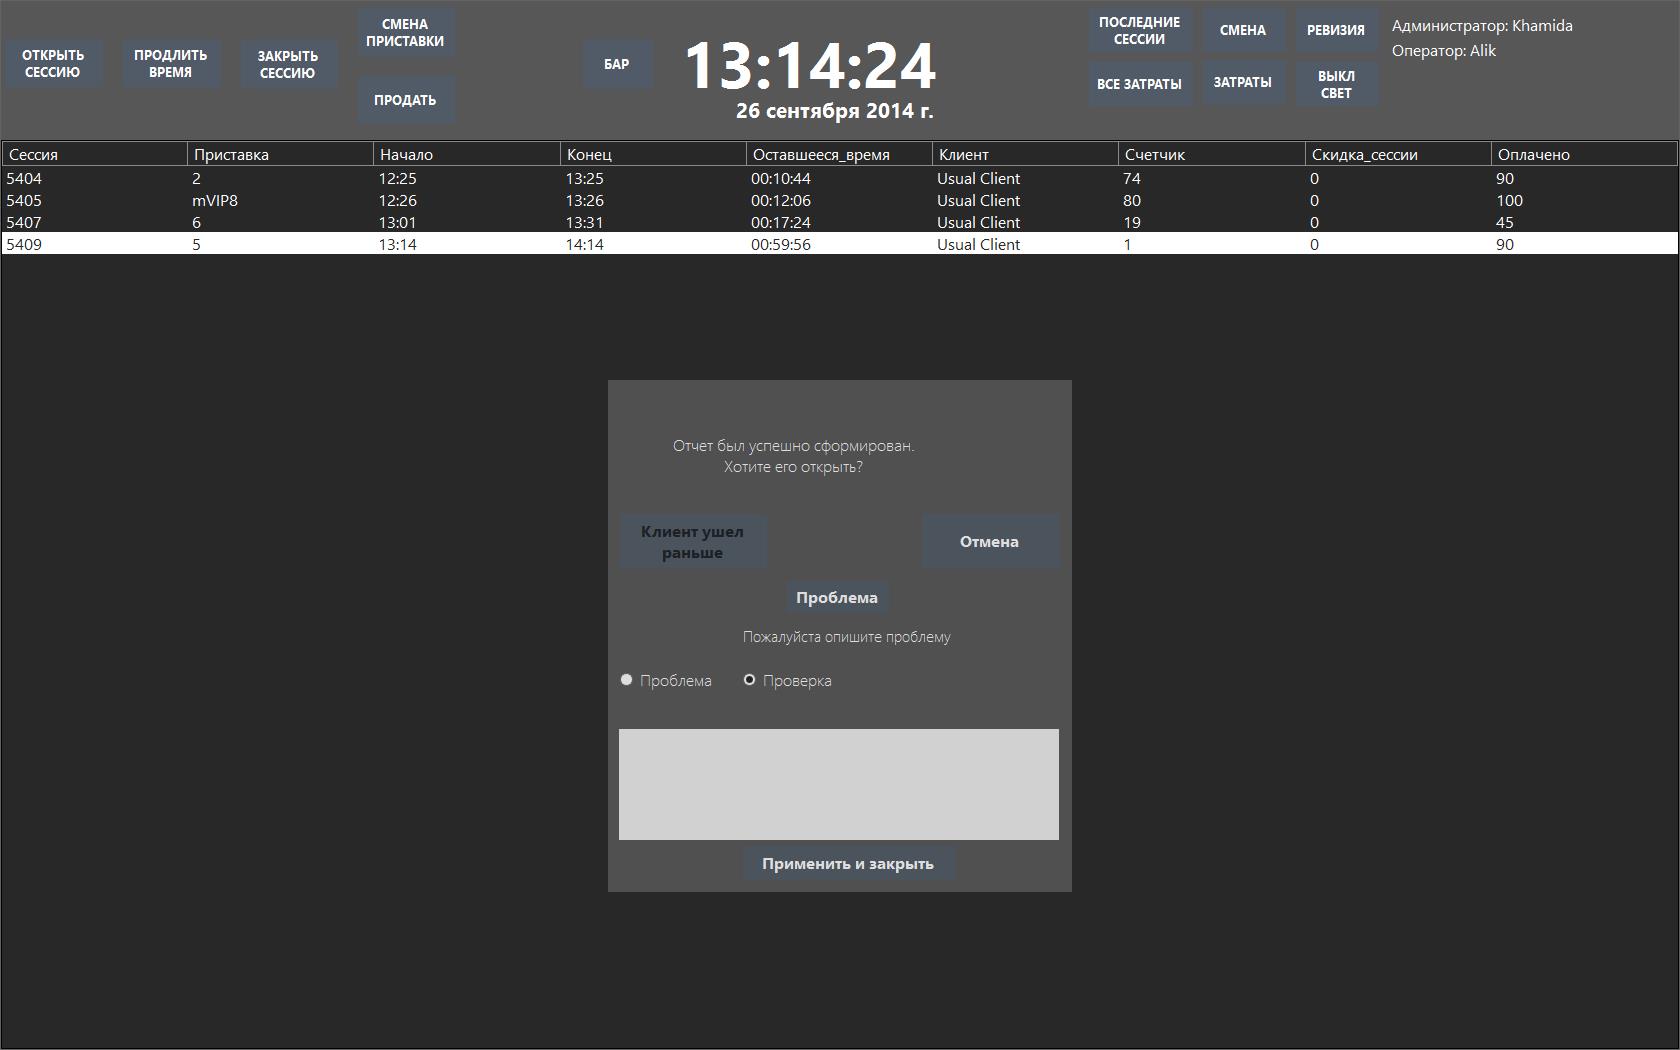 ОТКРЫТЬ
СЕССИЮ
ПРОДЛИТЬ
ВРЕМЯ
ЗАКРЫТЬ
СЕССИЮ
СМЕНА
ПРИСТАВКИ
ПРОДАТЬ
БАР
13:14:24
26 сентября 2014 г.
ПОСЛЕДНИЕ
СЕССИИ
СМЕНА
РЕВИЗИЯ
ВСЕ ЗАТРАТЫ
ЗАТРАТЫ
ВЫКЛ
СВЕТ
Администратор: Khamida
Оператор: Alik
Сессия Приставка Начало Конец Оставшееся_время Клиент Счетчик Скидка_сессии Оплачено
5404 2 12:25 13:25 00:10:44 Usual Client 74 0 90
5405 mVIP8 12:26 13:26 00:12:06 Usual Client 80 0 100
5407 6 13:01 13:31 00:17:24 Usual Client 19 0 45
5409 5 13:14 14:14 00:59:56 Usual Client 1 0 90
Отчет был успешно сформирован.
Хотите его открыть?
Клиент ушел
раньше
Отмена
Проблема
Пожалуйста опишите проблему
Проблема Проверка
Применить и закрыть